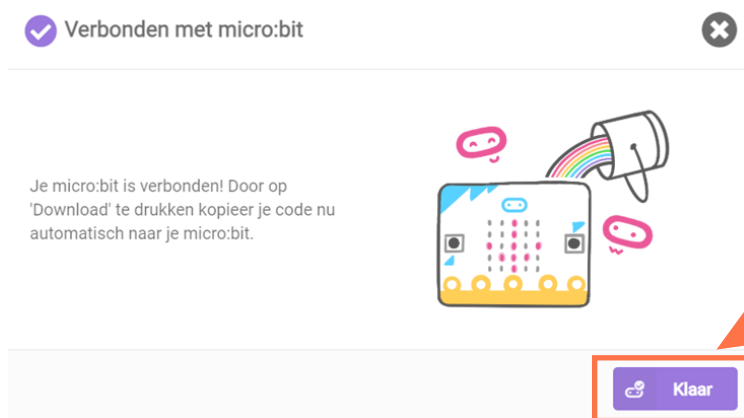 Verbonden met micro:bit
Je micro:bit is verbonden! Door op
'Download' te drukken kopieer je code nu
automatisch naar je micro:bit.
Klaar